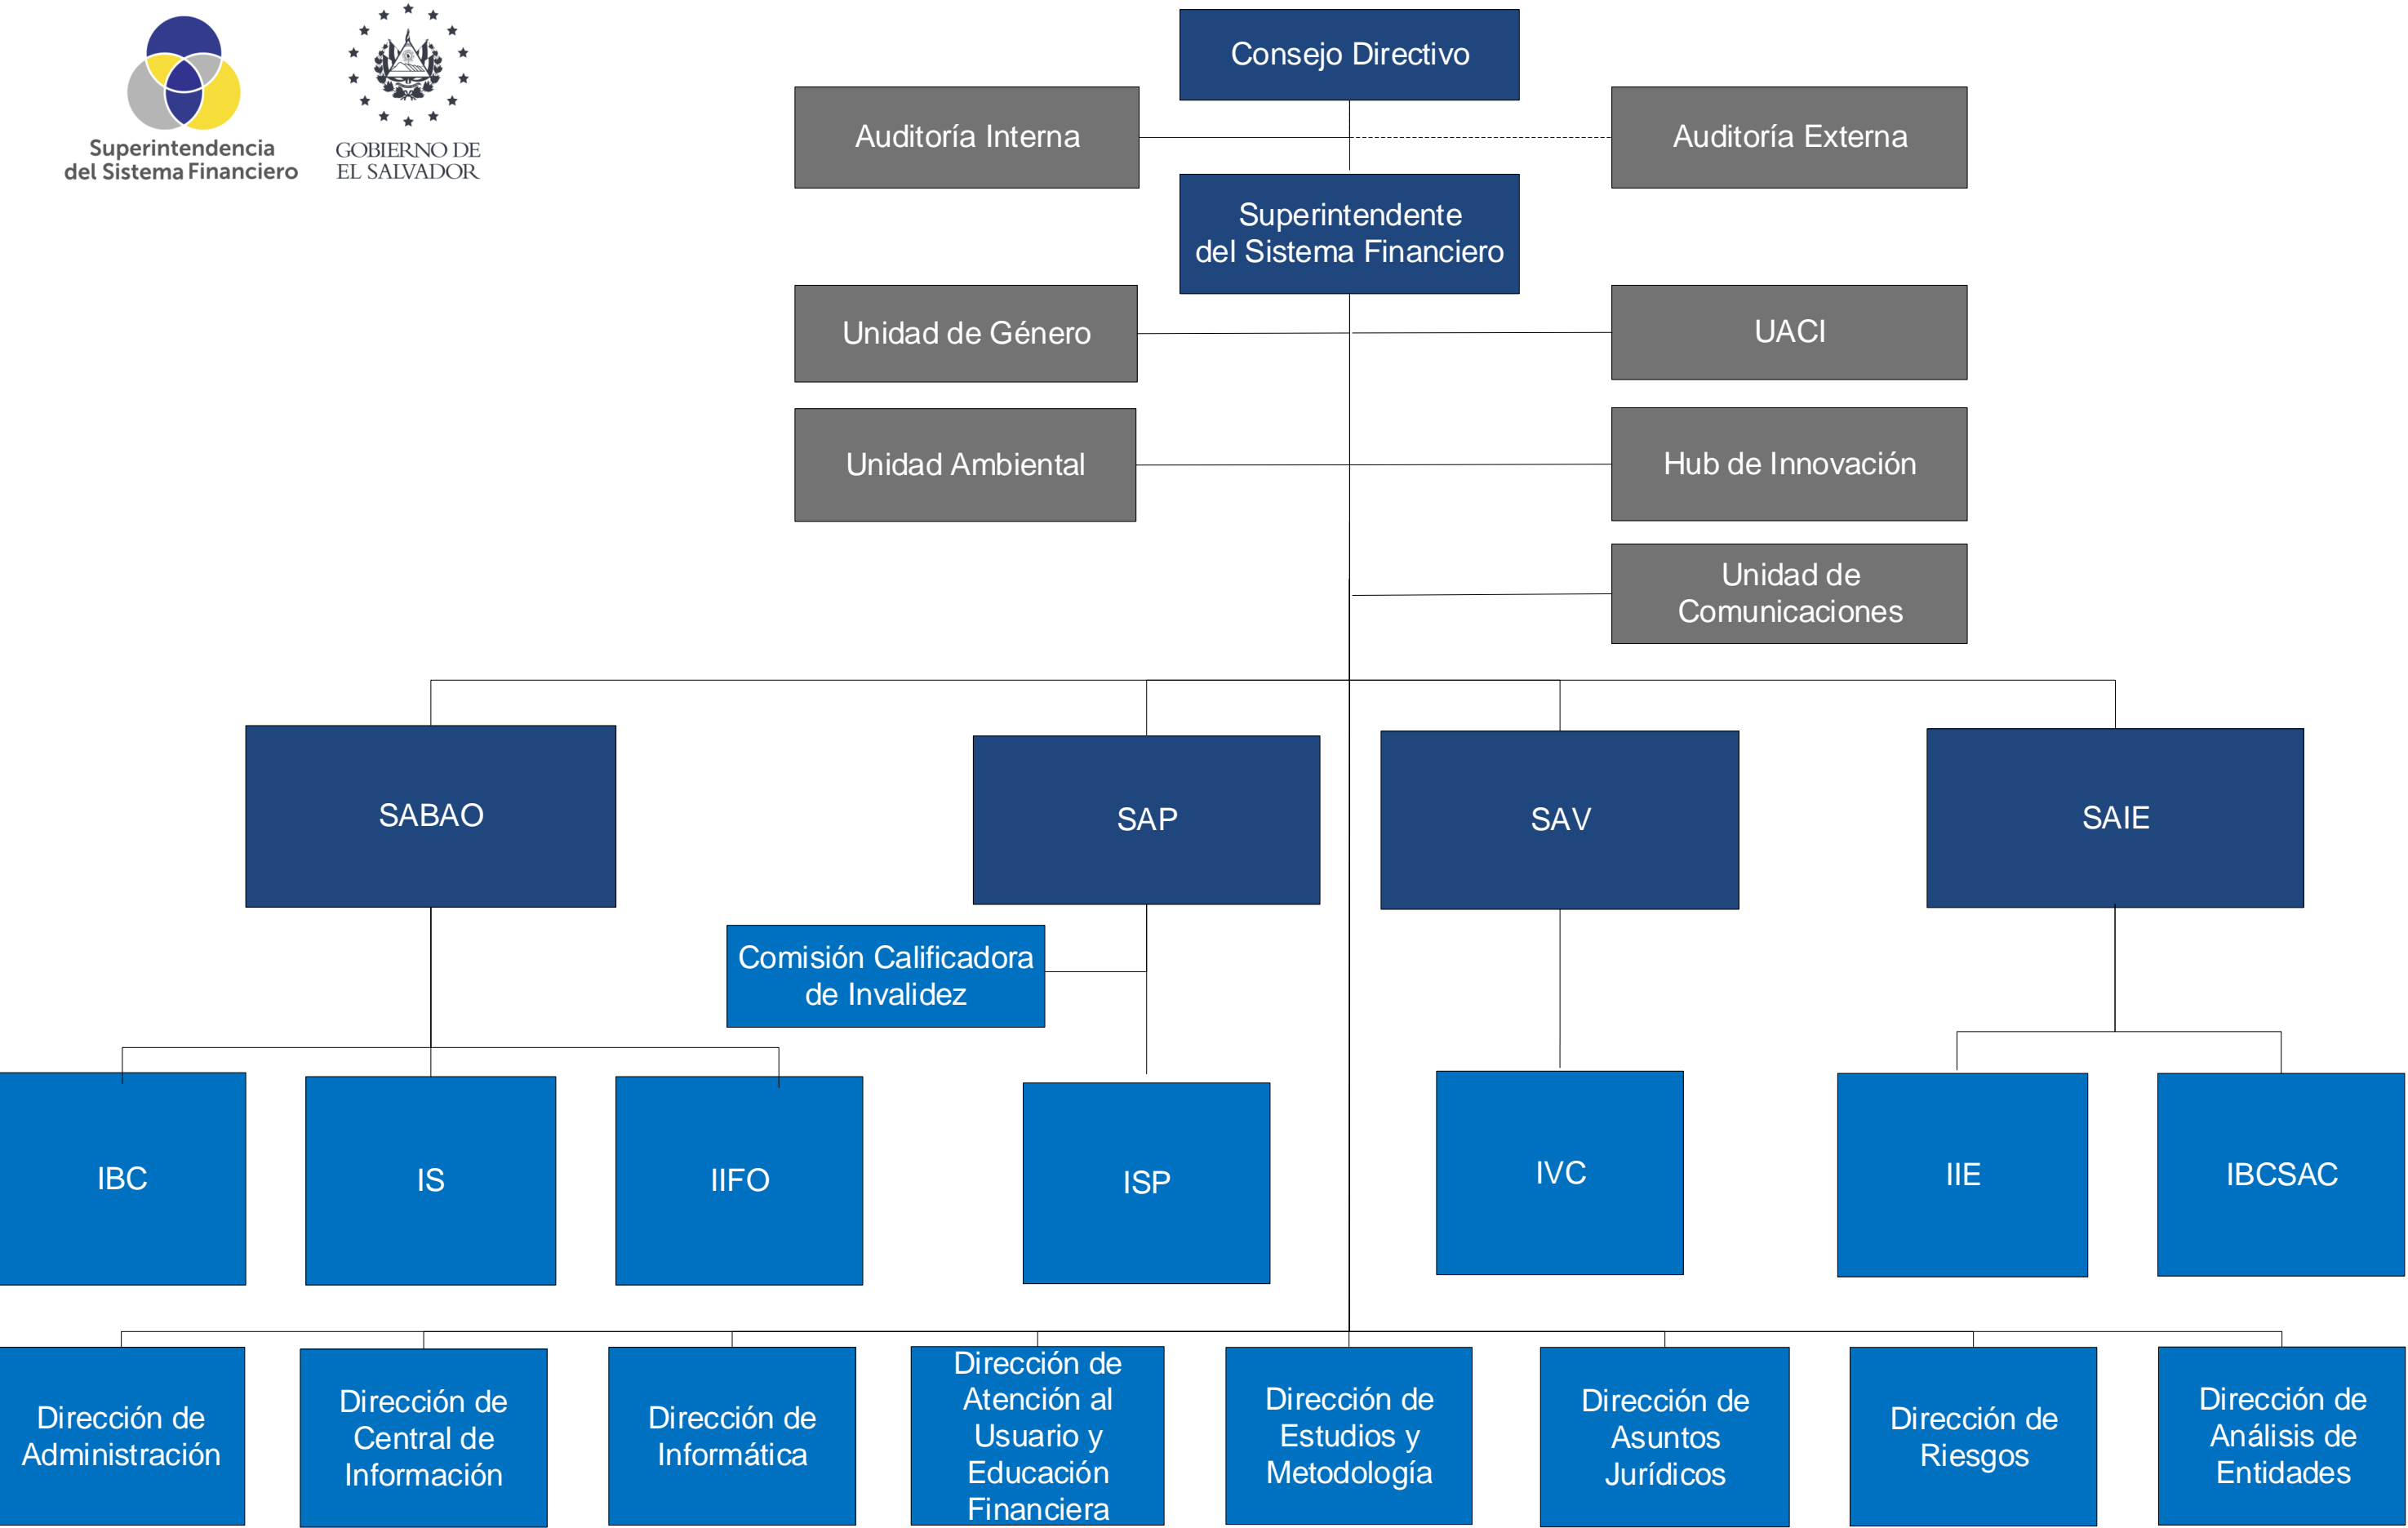 Superintendencia
del Sistema Financiero
GOBIERNO DE
EL SALVADOR
Consejo Directivo
Auditoría Interna
Auditoría Externa
Superintendente
del Sistema Financiero
Unidad de Género
UACI
Unidad Ambiental
Hub de Innovación
Unidad de
Comunicaciones
SABAO
SAP
SAV
SAIE
Comisión Calificadora
de Invalidez
IBC
IS
IIFO
ISP
IVC
IIE
IBCSAC
Dirección de
Administración
Dirección de
Central de
Información
Dirección de
Informática
Dirección de
Atención al
Usuario y
Educación
Financiera
Dirección de
Estudios y
Metodología
Dirección de
Asuntos
Jurídicos
Dirección de
Riesgos
Dirección de
Análisis de
Entidades